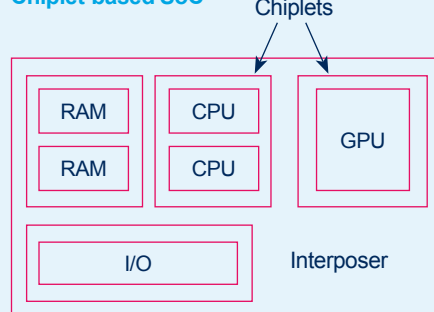 Chiplet-based SoC
Chiplets
RAM
CPU
GPU
RAM
CPU
I/O
Interposer